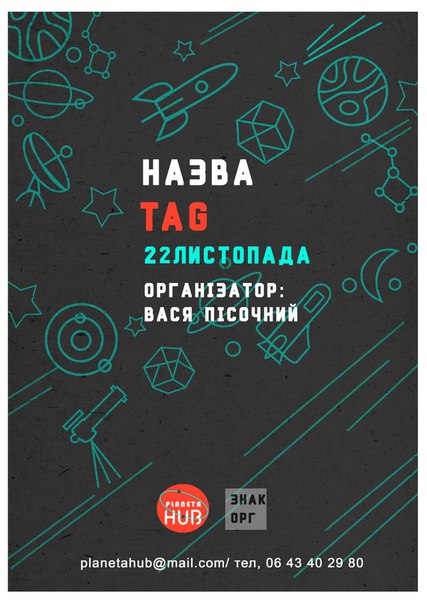 НАЗВА
TAG
22ЛИСТОПАДА
ОРГАНІЗАТОР:
ВАСЯ ПІСОЧНИЙ
PLANETA
HUB
ЗНАК
ОРГ
planetahub@mail.com/ тел, 06 43 40 29 80